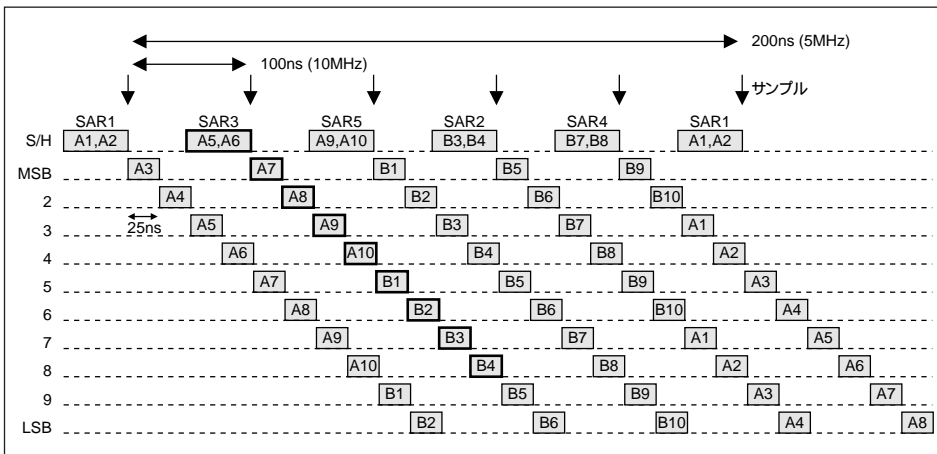 200ns (5MHz)
100ns (10MHz)
サンプル
SAR1 SAR3 SAR5 SAR2 SAR4 SAR1
S/H A1,A2 A5,A6 A9,A10 B3,B4 B7,B8 A1,A2
MSB A3 A7 B1 B5 B9
2 A4 A8 B2 B6 B10
3 25ns A5 A9 B3 B7 A1
4 A6 A10 B4 B8 A2
5 A7 B1 B5 B9 A3
6 A8 B2 B6 B10 A4
7 A9 B3 B7 A1 A5
8 A10 B4 B8 A2 A6
9 B1 B5 B9 A3 A7
LSB B2 B6 B10 A4 A8